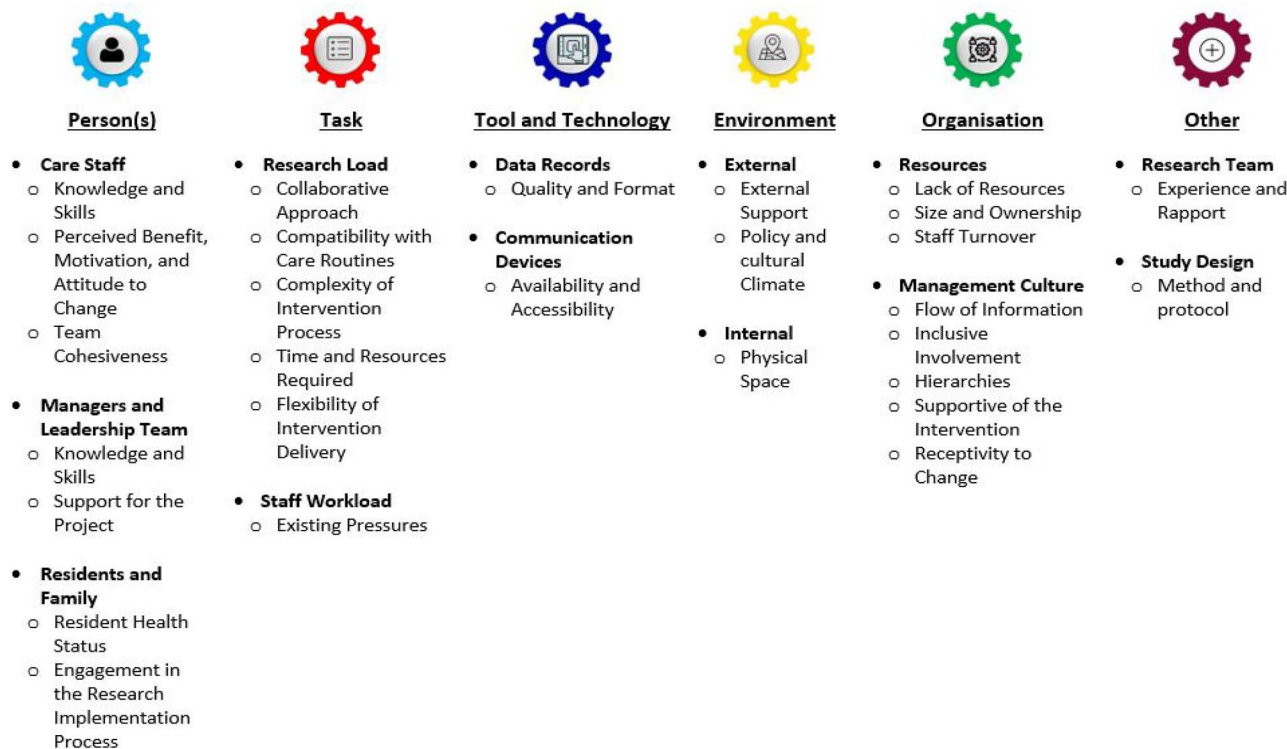 Person(s)
• Care Staff
o Knowledge and
Skills
o Perceived Benefit,
Motivation, and
Attitude to
Change
o Team
Cohesiveness
• Managers and
Leadership Team
o Knowledge and
Skills
o Support for the
Project
• Residents and
Family
o Resident Health
Status
o Engagement in
the Research
Implementation
Process
Task
• Research Load
o Collaborative
Approach
o Compatibility with
Care Routines
o Complexity of
Intervention
Process
o Time and Resources
Required
o Flexibility of
Intervention
Delivery
• Staff Workload
o Existing Pressures
Tool and Technology
• Data Records
o Quality and Format
• Communication
Devices
o Availability and
Accessibility
Environment
• External
o External
Support
o Policy and
cultural
Climate
• Internal
o Physical
Space
Organisation
• Resources
o Lack of Resources
o Size and Ownership
o Staff Turnover
• Management Culture
o Flow of Information
o Inclusive
Involvement
o Hierarchies
o Supportive of the
Intervention
o Receptivity to
Change
Other
• Research Team
o Experience and
Rapport
• Study Design
o Method and
protocol